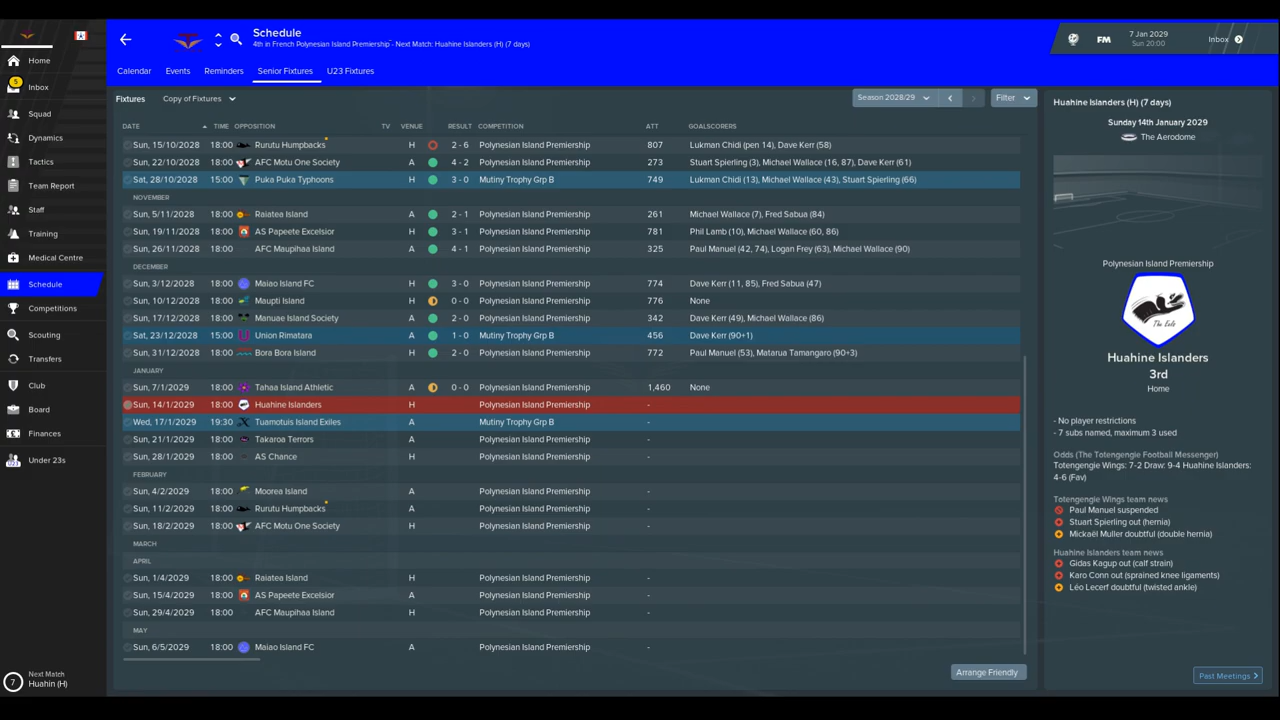 Schedule
4th in French Polynesian Island Premiership - Next Match: Huahine Islanders (H) (7 days)
7 Jan 2029
Sun 20:00
FM
Inbox
Calendar Events Reminders Senior Fixtures U23 Fixtures
Home
5
Inbox
Squad
Dynamics
Tactics
Team Report
Staff
Training
Medical Centre
Schedule
Competitions
Scouting
Transfers
Club
Board
Finances
U23
Under 23s
7
Next Match
Huahin (H)
Fixtures Copy of Fixtures Season 2028/29 Filter
DATE TIME OPPOSITION TV VENUE RESULT COMPETITION ATT GOALSCORERS
Sun, 15/10/2028 18:00 Rurutu Humpbacks H 2 - 6 Polynesian Island Premiership 807 Lukman Chidi (pen 14), Dave Kerr (58)
Sun, 22/10/2028 18:00 AFC Motu One Society A 4 - 2 Polynesian Island Premiership 273 Stuart Spierling (3), Michael Wallace (16, 87), Dave Kerr (61)
Sat, 28/10/2028 15:00 Puka Puka Typhoons H 3 - 0 Mutiny Trophy Grp B 749 Lukman Chidi (13), Michael Wallace (43), Stuart Spierling (66)
NOVEMBER
Sun, 5/11/2028 18:00 Raiatea Island A 2 - 1 Polynesian Island Premiership 261 Michael Wallace (7), Fred Sabua (84)
Sun, 19/11/2028 18:00 AS Papeete Excelsior H 3 - 1 Polynesian Island Premiership 781 Phil Lamb (10), Michael Wallace (60, 86)
Sun, 26/11/2028 18:00 AFC Maupihaa Island A 4 - 1 Polynesian Island Premiership 325 Paul Manuel (42, 74), Logan Frey (63), Michael Wallace (90)
DECEMBER
Sun, 3/12/2028 18:00 Maiao Island FC H 3 - 0 Polynesian Island Premiership 774 Dave Kerr (11, 85), Fred Sabua (47)
Sun, 10/12/2028 18:00 Maupti Island H 0 - 0 Polynesian Island Premiership 776 None
Sun, 17/12/2028 18:00 Manuae Island Society A 2 - 0 Polynesian Island Premiership 342 Dave Kerr (49), Michael Wallace (86)
Sat, 23/12/2028 15:00 Union Rimatara A 1 - 0 Mutiny Trophy Grp B 456 Dave Kerr (90+1)
Sun, 31/12/2028 18:00 Bora Bora Island H 2 - 0 Polynesian Island Premiership 772 Paul Manuel (53), Matarua Tamangaro (90+3)
JANUARY
Sun, 7/1/2029 18:00 Tahaa Island Athletic A 0 - 0 Polynesian Island Premiership 1,460 None
Sun, 14/1/2029 18:00 Huahine Islanders H Polynesian Island Premiership -
Wed, 17/1/2029 19:30 Tuamotuis Island Exiles A Mutiny Trophy Grp B -
Sun, 21/1/2029 18:00 Takaroa Terrors A Polynesian Island Premiership -
Sun, 28/1/2029 18:00 AS Chance H Polynesian Island Premiership -
FEBRUARY
Sun, 4/2/2029 18:00 Moorea Island A Polynesian Island Premiership -
Sun, 11/2/2029 18:00 Rurutu Humpbacks A Polynesian Island Premiership -
Sun, 18/2/2029 18:00 AFC Motu One Society H Polynesian Island Premiership -
MARCH
APRIL
Sun, 1/4/2029 18:00 Raiatea Island H Polynesian Island Premiership -
Sun, 15/4/2029 18:00 AS Papeete Excelsior A Polynesian Island Premiership -
Sun, 29/4/2029 18:00 AFC Maupihaa Island H Polynesian Island Premiership -
MAY
Sun, 6/5/2029 18:00 Maiao Island FC A Polynesian Island Premiership -
Arrange Friendly
Huahine Islanders (H) (7 days)
Sunday 14th January 2029
The Aerodome
Polynesian Island Premiership
The Eels
Huahine Islanders
3rd
Home
- No player restrictions
- 7 subs named, maximum 3 used
Odds (The Totengengie Football Messenger)
Totengengie Wings: 7-2 Draw: 9-4 Huahine Islanders:
4-6 (Fav)
Totengengie Wings team news
Paul Manuel suspended
Stuart Spierling out (hernia)
Mickaël Muller doubtful (double hernia)
Huahine Islanders team news
Gidas Kagup out (calf strain)
Karo Conn out (sprained knee ligaments)
Léo Lecerf doubtful (twisted ankle)
Past Meetings